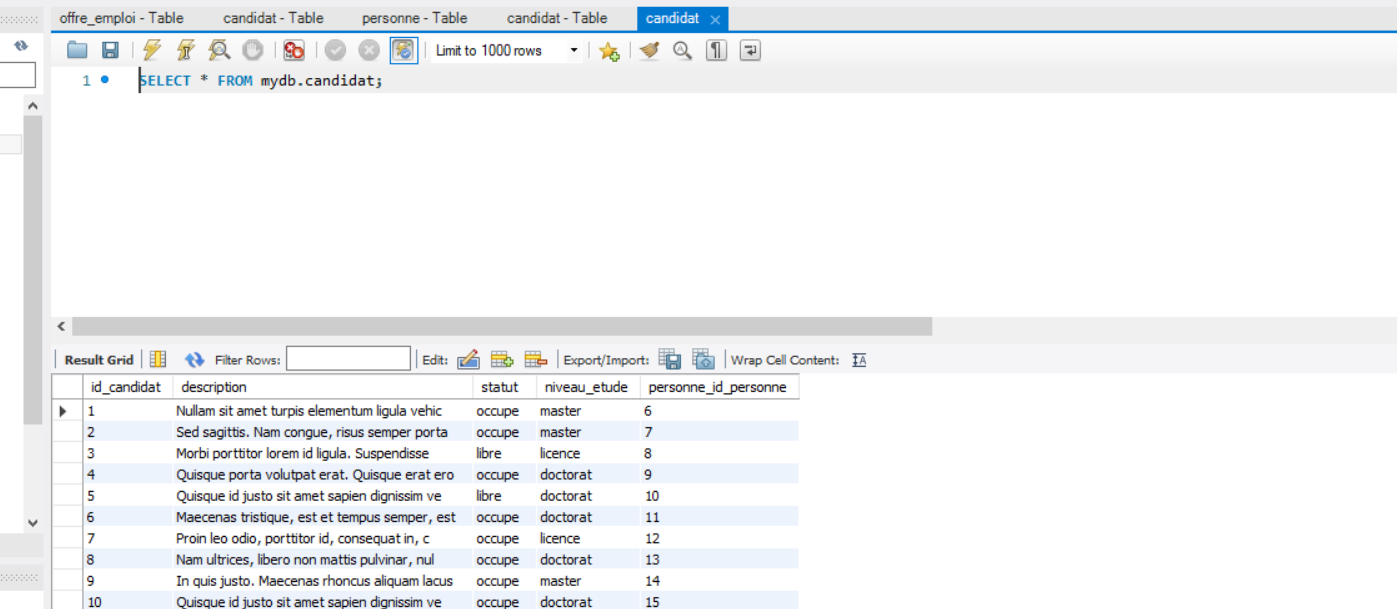 offre_emploi - Table candidat - Table personne - Table candidat - Table candidat
Limit to 1000 rows
1 SELECT * FROM mydb.candidat;
Result Grid Filter Rows: Edit: Export/Import: Wrap Cell Content:
id_candidat description statut niveau_etude personne_id_personne
1 Nullam sit amet turpis elementum ligula vehic occupe master 6
2 Sed sagittis. Nam congue, risus semper porta occupe master 7
3 Morbi porttitor lorem id ligula. Suspendisse libre licence 8
4 Quisque porta volutpat erat. Quisque erat ero occupe doctorat 9
5 Quisque id justo sit amet sapien dignissim ve libre doctorat 10
6 Maecenas tristique, est et tempus semper, est occupe doctorat 11
7 Proin leo odio, porttitor id, consequat in, c occupe licence 12
8 Nam ultrices, libero non mattis pulvinar, nul occupe doctorat 13
9 In quis justo. Maecenas rhoncus aliquam lacus occupe master 14
10 Quisque id justo sit amet sapien dignissim ve occupe doctorat 15